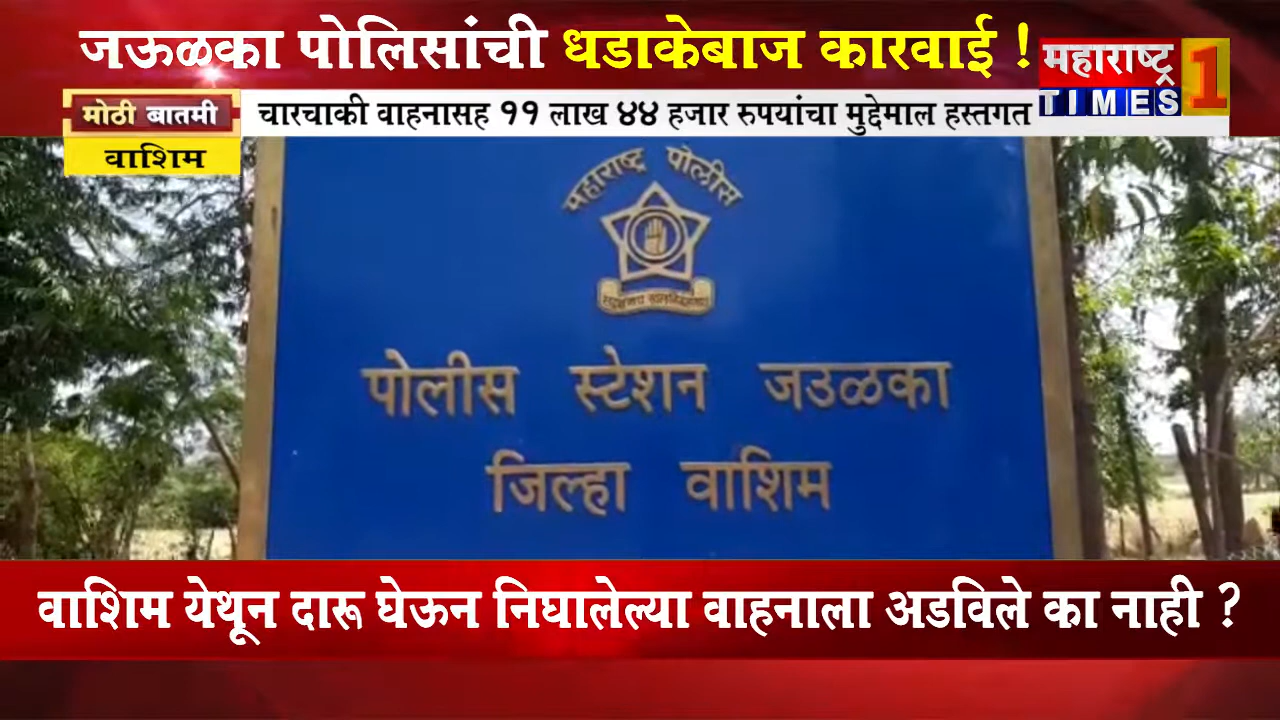 जऊळका पोलिसांची धडाकेबाज कारवाई !
महाराष्ट्र 1
TIMES
मोठी बातमी
चारचाकी वाहनासह ११ लाख ४४ हजार रुपयांचा मुद्देमाल हस्तगत
वाशिम
महाराष्ट्र पोलीस
पोलीस स्टेशन जउळका
जिल्हा वाशिम
वाशिम येथून दारू घेऊन निघालेल्या वाहनाला अडविले का नाही ?